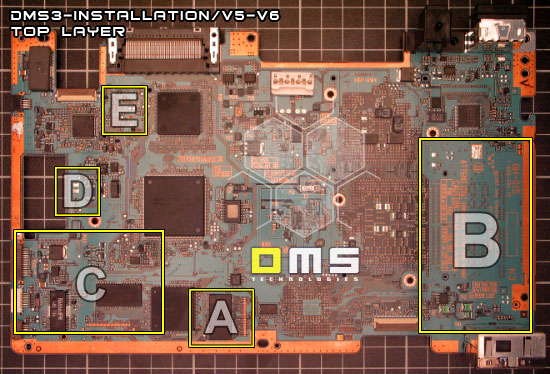 DMS3-INSTALLATION/V5-V6
TOP LAYER
E
D
B
C
DMS
TECHNOLOGIES
A